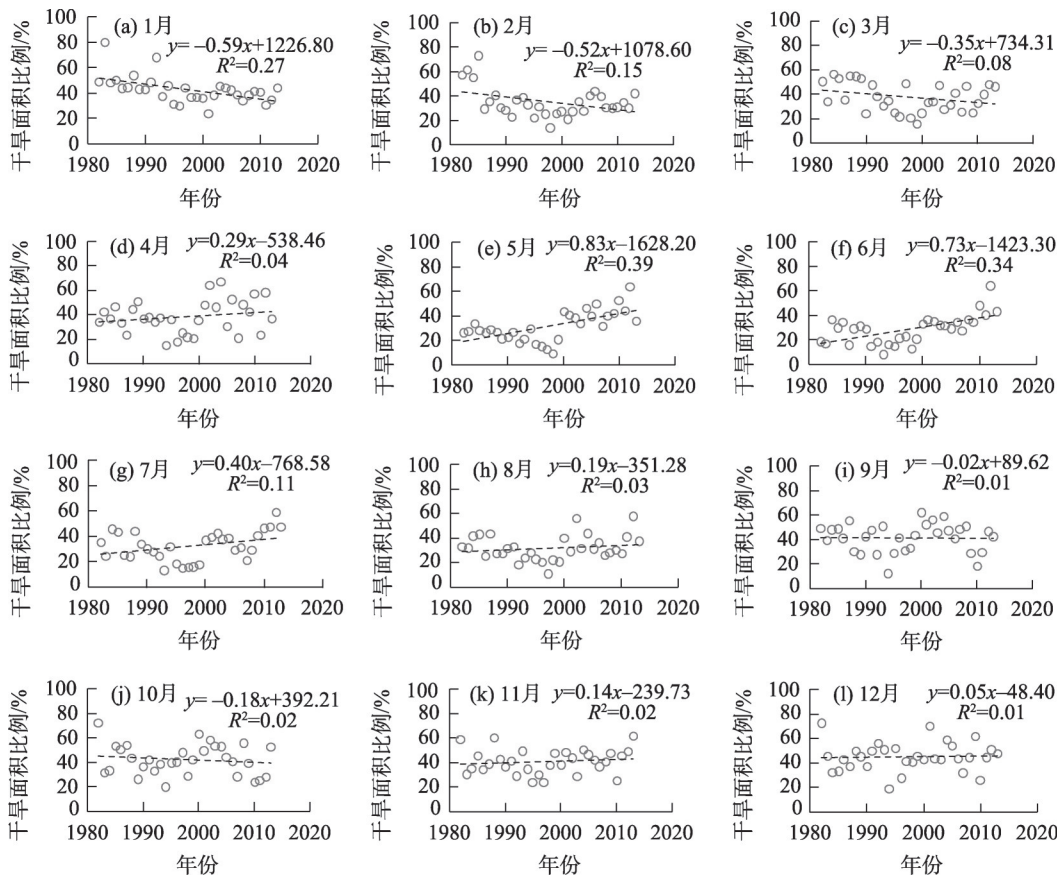 (a) 1月
y= –0.59x+1226.80
R²=0.27
干旱面积比例/%
100
80
60
40
20
0
1980 1990 2000 2010 2020
年份
(b) 2月
y= –0.52x+1078.60
R²=0.15
干旱面积比例/%
100
80
60
40
20
0
1980 1990 2000 2010 2020
年份
(c) 3月
y= –0.35x+734.31
R²=0.08
干旱面积比例/%
100
80
60
40
20
0
1980 1990 2000 2010 2020
年份
(d) 4月
y=0.29x–538.46
R²=0.04
干旱面积比例/%
100
80
60
40
20
0
1980 1990 2000 2010 2020
年份
(e) 5月
y=0.83x–1628.20
R²=0.39
干旱面积比例/%
100
80
60
40
20
0
1980 1990 2000 2010 2020
年份
(f) 6月
y=0.73x–1423.30
R²=0.34
干旱面积比例/%
100
80
60
40
20
0
1980 1990 2000 2010 2020
年份
(g) 7月
y=0.40x–768.58
R²=0.11
干旱面积比例/%
100
80
60
40
20
0
1980 1990 2000 2010 2020
年份
(h) 8月
y=0.19x–351.28
R²=0.03
干旱面积比例/%
100
80
60
40
20
0
1980 1990 2000 2010 2020
年份
(i) 9月
y= –0.02x+89.62
R²=0.01
干旱面积比例/%
100
80
60
40
20
0
1980 1990 2000 2010 2020
年份
(j) 10月
y= –0.18x+392.21
R²=0.02
干旱面积比例/%
100
80
60
40
20
0
1980 1990 2000 2010 2020
年份
(k) 11月
y=0.14x–239.73
R²=0.02
干旱面积比例/%
100
80
60
40
20
0
1980 1990 2000 2010 2020
年份
(l) 12月
y=0.05x–48.40
R²=0.01
干旱面积比例/%
100
80
60
40
20
0
1980 1990 2000 2010 2020
年份